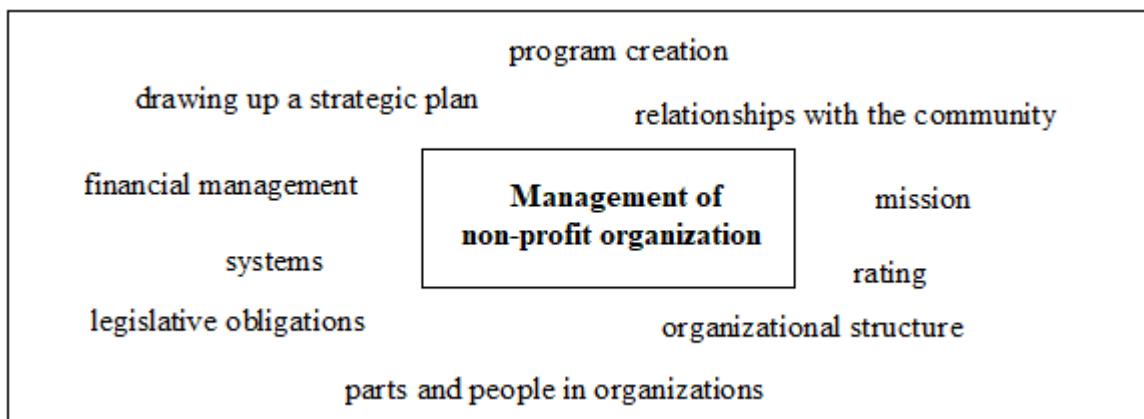 program creation
drawing up a strategic plan
relationships with the community
financial management
Management of
non-profit organization
mission
systems
rating
legislative obligations
organizational structure
parts and people in organizations